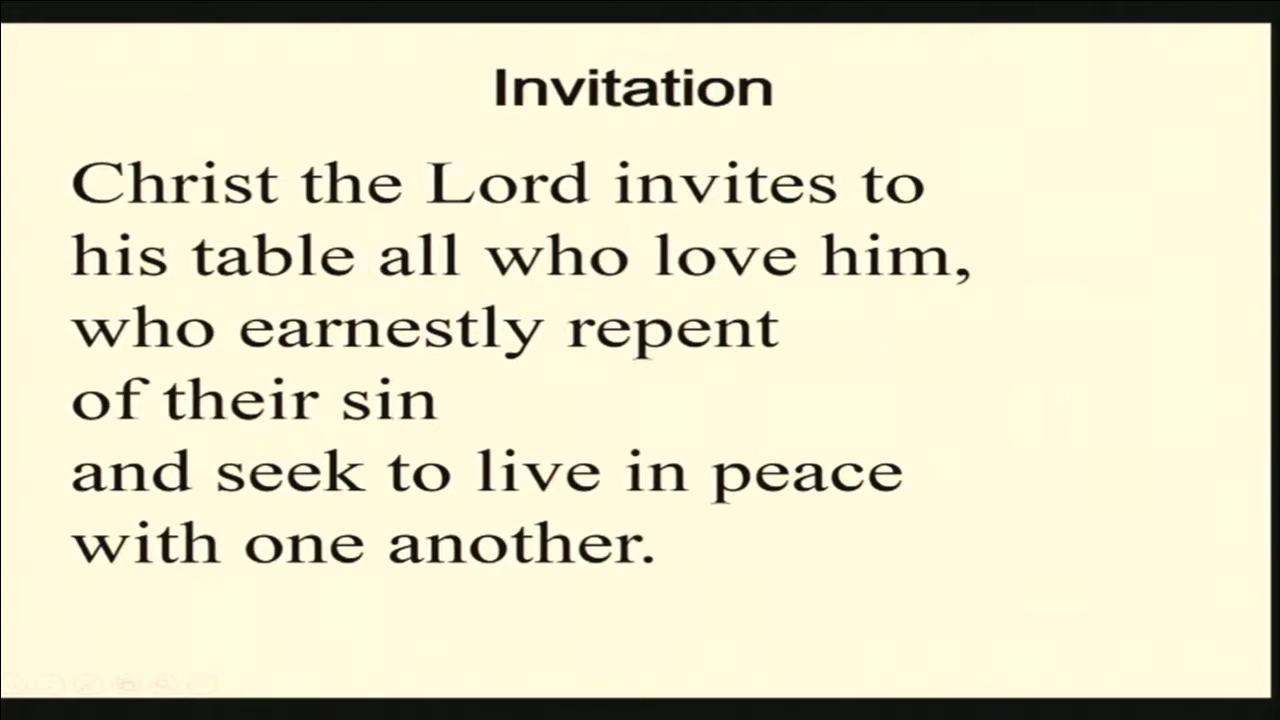 Invitation
Christ the Lord invites to
his table all who love him,
who earnestly repent
of their sin
and seek to live in peace
with one another.